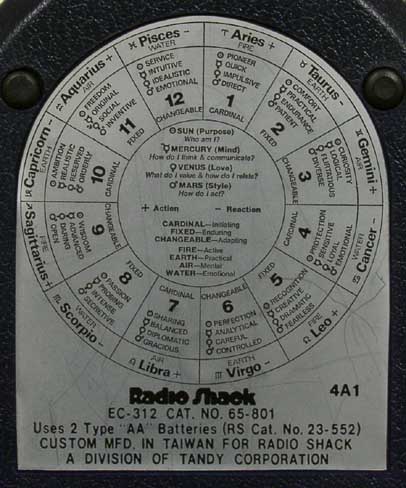 Aries +
FIRE
PIONEER
QUICK
IMPULSIVE
DIRECT
1
CARDINAL
Taurus -
EARTH
COMFORT
PRACTICAL
ENDURANCE
PATIENT
2
FIXED
Gemini +
AIR
CURIOSITY
LOGICAL
DIVERSE
3
CHANGEABLE
Cancer -
WATER
PROTECTION
SENSITIVE
LOYAL
EMOTIONAL
4
CARDINAL
Leo +
FIRE
RECOGNITION
CREATIVE
DRAMATIC
FEARLESS
5
FIXED
Virgo -
EARTH
PERFECTION
ANALYTICAL
CAREFUL
CONTROLLED
6
CHANGEABLE
Libra +
AIR
SHARING
BALANCED
DIPLOMATIC
GRACIOUS
7
CARDINAL
Scorpio -
WATER
PASSION
PROBING
INTENSE
SECRETIVE
8
FIXED
Sagittarius +
FIRE
WISDOM
DARING
OPEN
9
CHANGEABLE
Capricorn -
EARTH
AMBITION
REALISTIC
RESERVED
ORDERLY
10
CARDINAL
Aquarius +
AIR
FREEDOM
ORIGINAL
SOCIAL
INVENTIVE
11
FIXED
Pisces -
WATER
SERVICE
INTUITIVE
IDEALISTIC
EMOTIONAL
12
CHANGEABLE
☉ SUN (Purpose)
Who am I?
☿ MERCURY (Mind)
How do I think & communicate?
♀ VENUS (Love)
What do I value & how do I relate?
♂ MARS (Style)
How do I act?
+ Action - Reaction
CARDINAL—Initiating
FIXED—Enduring
CHANGEABLE—Adapting
FIRE—Active
EARTH—Practical
AIR—Mental
WATER—Emotional
Radio Shack
4A1
EC-312 CAT. NO. 65-801
Uses 2 Type "AA" Batteries (RS Cat. No. 23-552)
CUSTOM MFD. IN TAIWAN FOR RADIO SHACK
A DIVISION OF TANDY CORPORATION